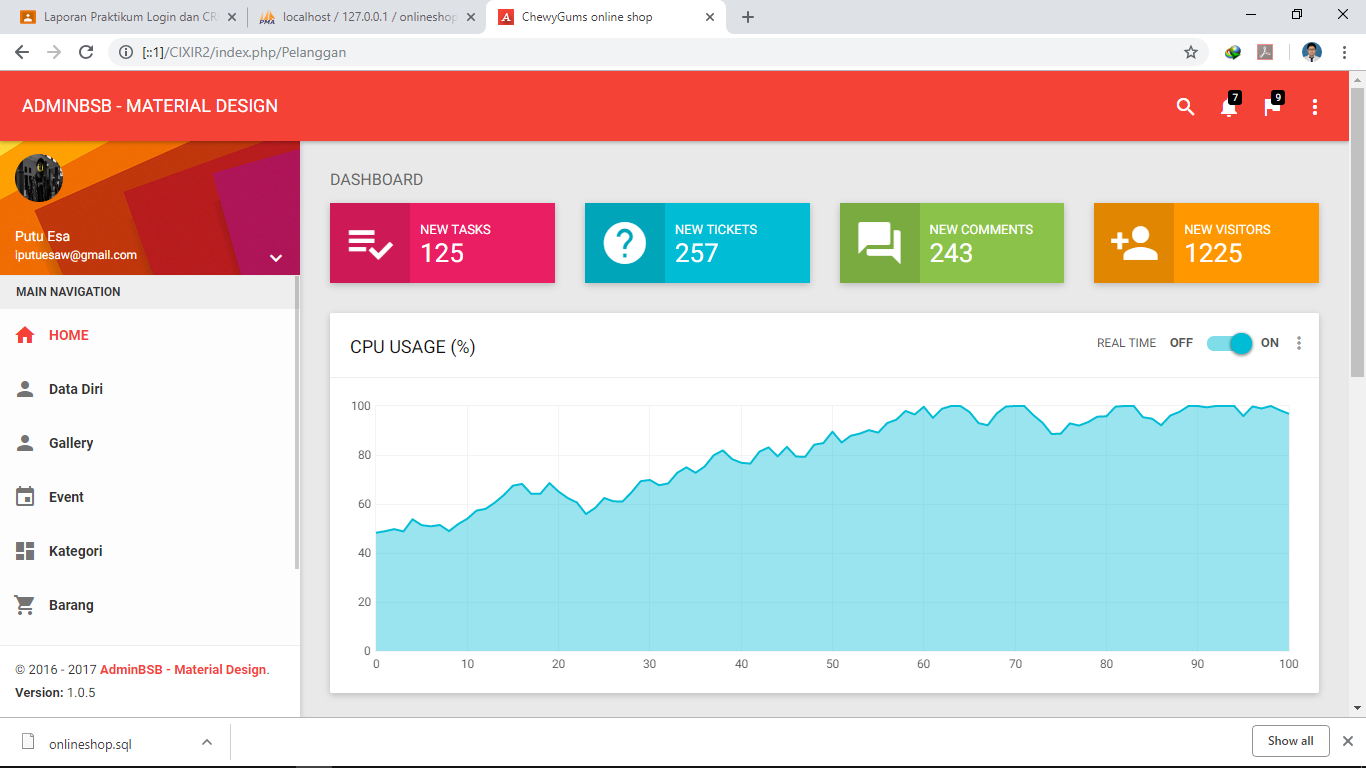 Laporan Praktikum Login dan CR
localhost / 127.0.0.1 / onlineshop
ChewyGums online shop
[::1]/CIXIR2/index.php/Pelanggan
ADMINBSB - MATERIAL DESIGN
7
9
Putu Esa
iputuesaw@gmail.com
MAIN NAVIGATION
HOME
Data Diri
Gallery
Event
Kategori
Barang
© 2016 - 2017 AdminBSB - Material Design.
Version: 1.0.5
DASHBOARD
NEW TASKS
125
NEW TICKETS
257
NEW COMMENTS
243
NEW VISITORS
1225
CPU USAGE (%)
REAL TIME OFF ON
100
80
60
40
20
0
0 10 20 30 40 50 60 70 80 90 100
onlineshop.sql
Show all